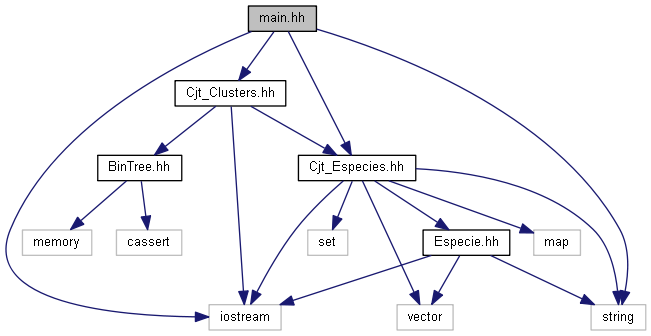 main.hh
Cjt_Clusters.hh
BinTree.hh
Cjt_Especies.hh
memory
cassert
set
Especie.hh
map
iostream
vector
string